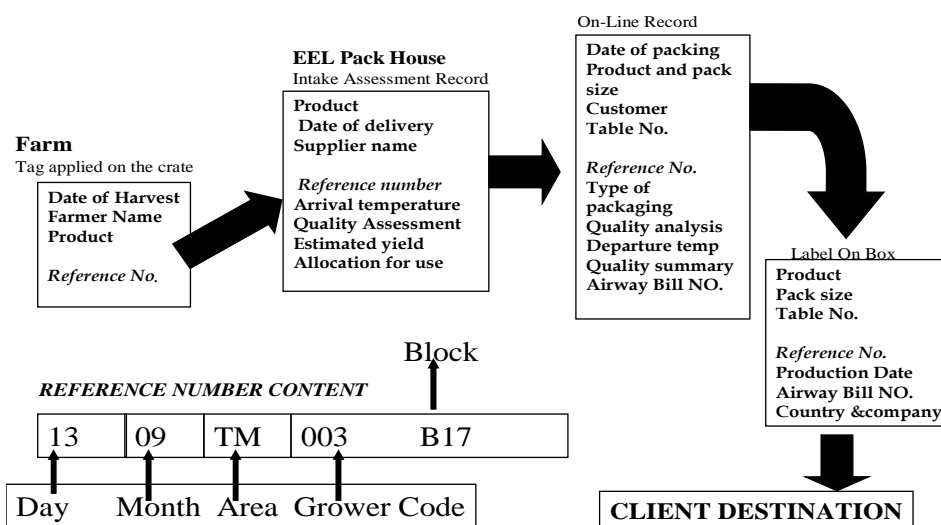 Farm
Tag applied on the crate
Date of Harvest
Farmer Name
Product
Reference No.
EEL Pack House
Intake Assessment Record
Product
Date of delivery
Supplier name
Reference number
Arrival temperature
Quality Assessment
Estimated yield
Allocation for use
On-Line Record
Date of packing
Product and pack
size
Customer
Table No.
Reference No.
Type of
packaging
Quality analysis
Departure temp
Quality summary
Airway Bill NO.
Label On Box
Product
Pack size
Table No.
Reference No.
Production Date
Airway Bill NO.
Country &company
CLIENT DESTINATION
Block
REFERENCE NUMBER CONTENT
13 09 TM 003 B17
Day Month Area Grower Code